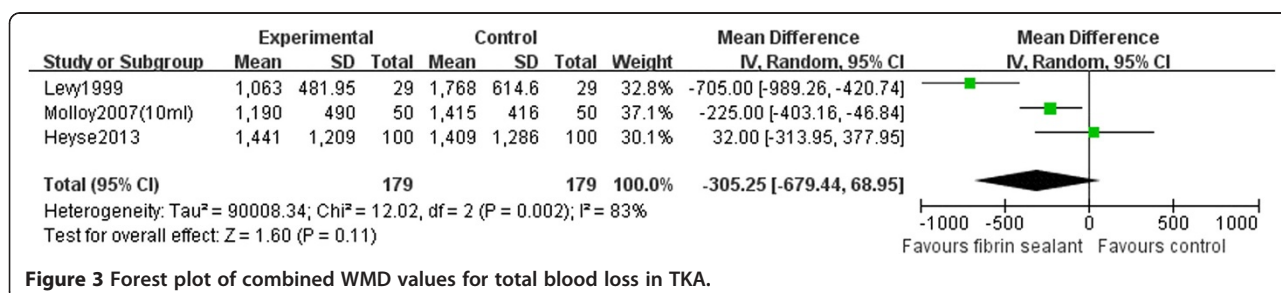 Experimental Control Mean Difference Mean Difference
Study or Subgroup Mean SD Total Mean SD Total Weight IV, Random, 95% CI IV, Random, 95% CI
Levy1999 1,063 481.95 29 1,768 614.6 29 32.8% -705.00 [-989.26, -420.74]
Molloy2007(10ml) 1,190 490 50 1,415 416 50 37.1% -225.00 [-403.16, -46.84]
Heyse2013 1,441 1,209 100 1,409 1,286 100 30.1% 32.00 [-313.95, 377.95]
Total (95% CI) 179 179 100.0% -305.25 [-679.44, 68.95]
Heterogeneity: Tau² = 90008.34; Chi² = 12.02, df = 2 (P = 0.002); I² = 83%
Test for overall effect: Z = 1.60 (P = 0.11)
-1000 -500 0 500 1000
Favours fibrin sealant Favours control
Figure 3 Forest plot of combined WMD values for total blood loss in TKA.